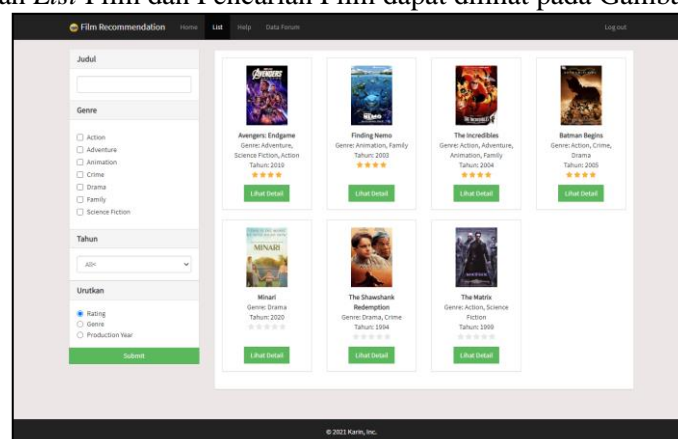 an List Film dan Pencarian Film dapat dilihat pada Gamba
Film Recommendation Home List Help Data Forum Log out
Judul
Genre
Action
Adventure
Animation
Crime
Drama
Family
Science Fiction
Tahun
Urutkan
Rating
Genre
Production Year
Submit
AVENGERS
Avengers: Endgame
Genre: Adventure,
Science Fiction, Action
Tahun: 2019
Lihat Detail
NEMO
Finding Nemo
Genre: Animation, Family
Tahun: 2003
Lihat Detail
THE INCREDIBLES
The Incredibles
Genre: Action, Adventure,
Animation, Family
Tahun: 2004
Lihat Detail
Batman Begins
Genre: Action, Crime,
Drama
Tahun: 2005
Lihat Detail
MINARI
Minari
Genre: Drama
Tahun: 2020
Lihat Detail
The Shawshank
Redemption
Genre: Drama, Crime
Tahun: 1994
Lihat Detail
The Matrix
Genre: Action, Science
Fiction
Tahun: 1999
Lihat Detail
© 2021 Karin, Inc.